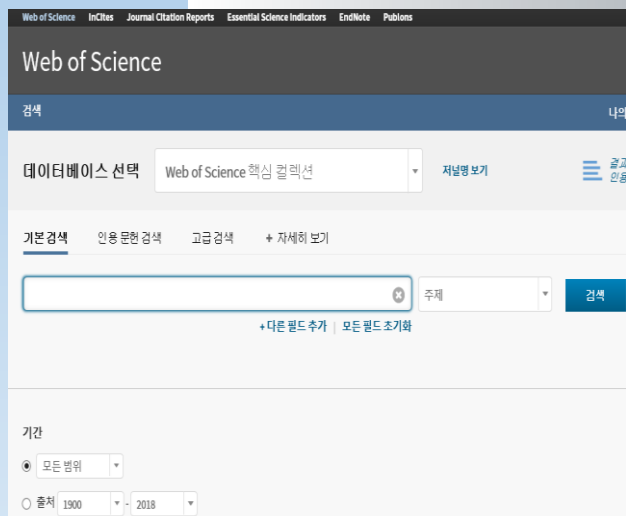 Web of Science InCites Journal Citation Reports Essential Science Indicators EndNote Publons
Web of Science
검색 나의
데이터베이스 선택 Web of Science 핵심 컬렉션 저널명 보기 결과
인용
기본 검색 인용 문헌 검색 고급 검색 + 자세히 보기
주제 검색
+ 다른 필드 추가 | 모든 필드 초기화
기간
모든 범위
출처 1900 - 2018